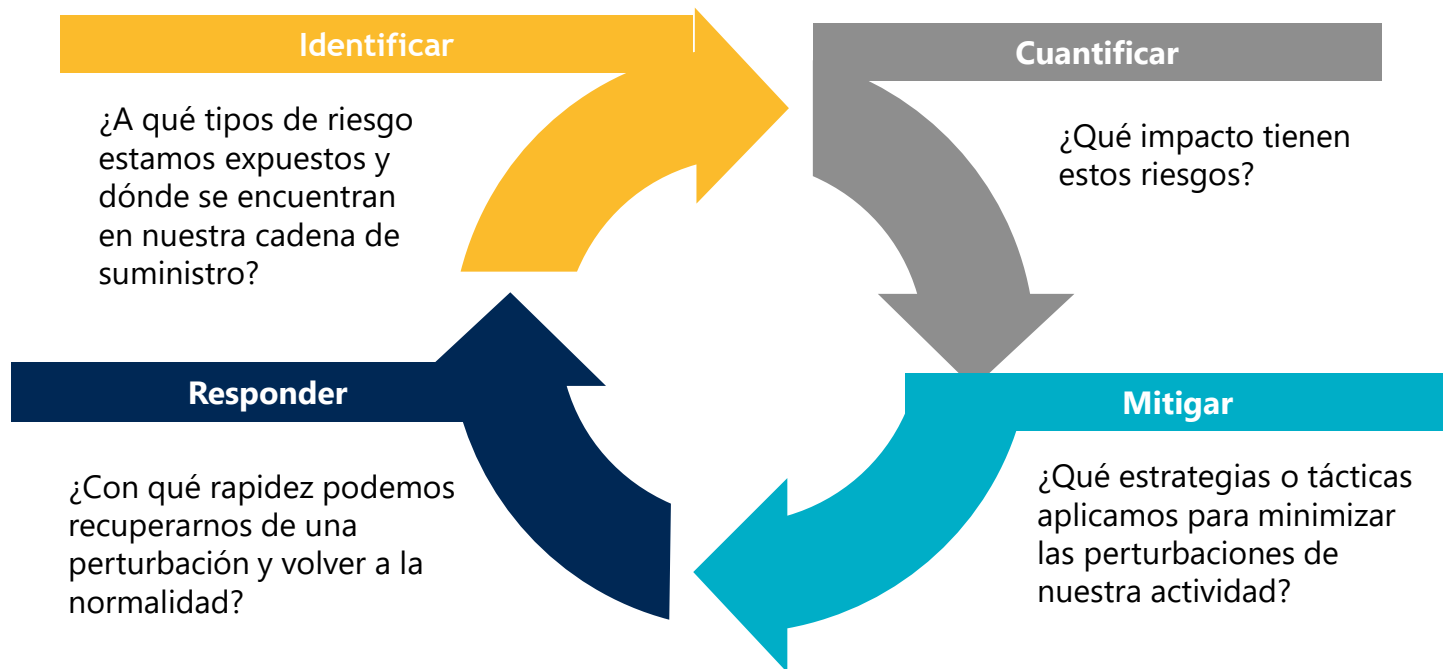 Identificar
¿A qué tipos de riesgo
estamos expuestos y
dónde se encuentran
en nuestra cadena de
suministro?
Cuantificar
¿Qué impacto tienen
estos riesgos?
Mitigar
¿Qué estrategias o tácticas
aplicamos para minimizar
las perturbaciones de
nuestra actividad?
Responder
¿Con qué rapidez podemos
recuperarnos de una
perturbación y volver a la
normalidad?